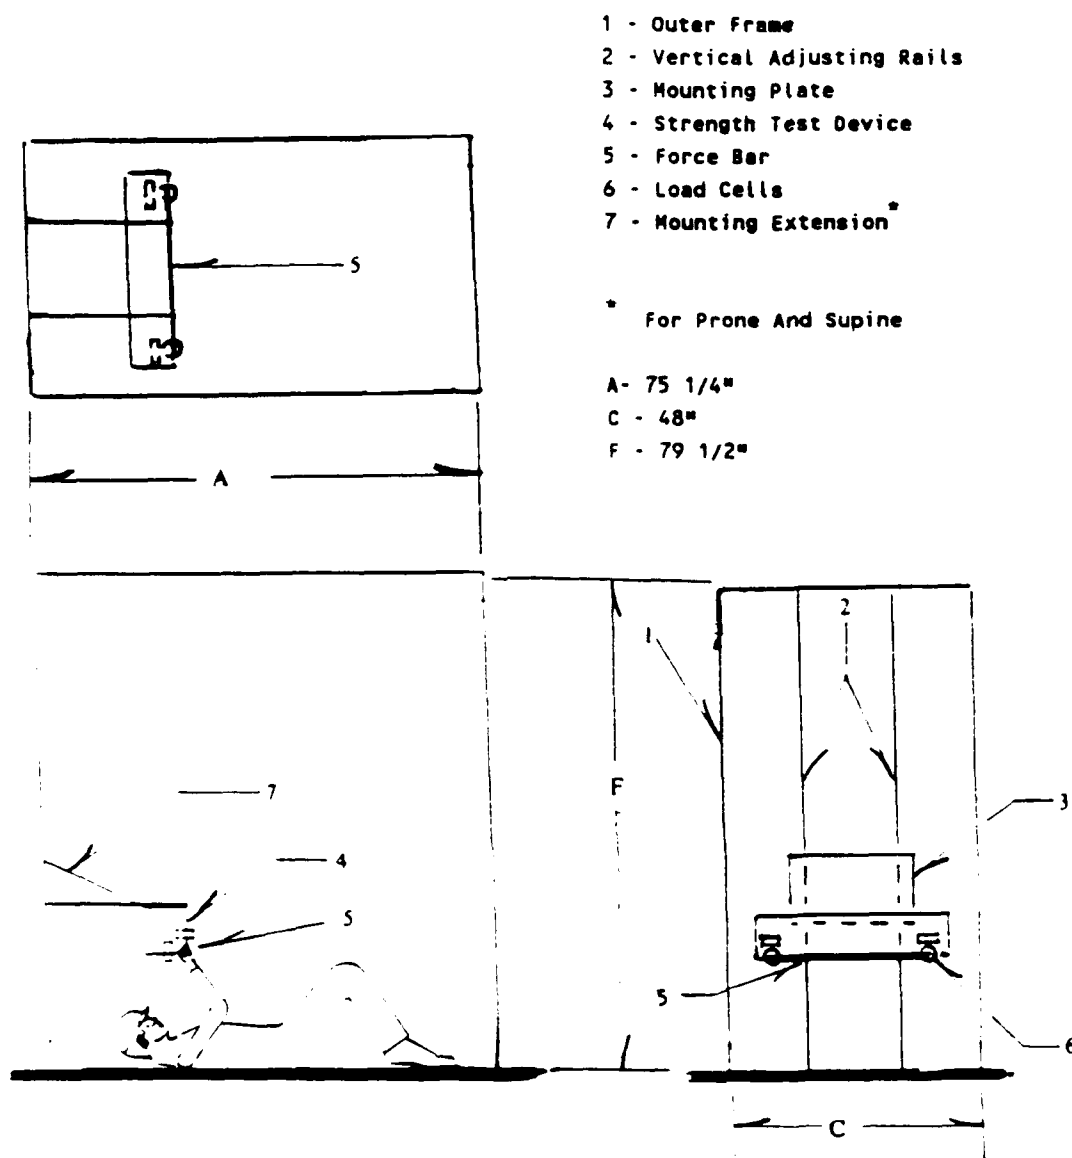 1 - Outer Frame
2 - Vertical Adjusting Rails
3 - Mounting Plate
4 - Strength Test Device
5 - Force Bar
6 - Load Cells
7 - Mounting Extension*
* For Prone And Supine
A- 75 1/4"
C - 48"
F - 79 1/2"
5
A
2
1
F
7
3
4
5
5
6
C